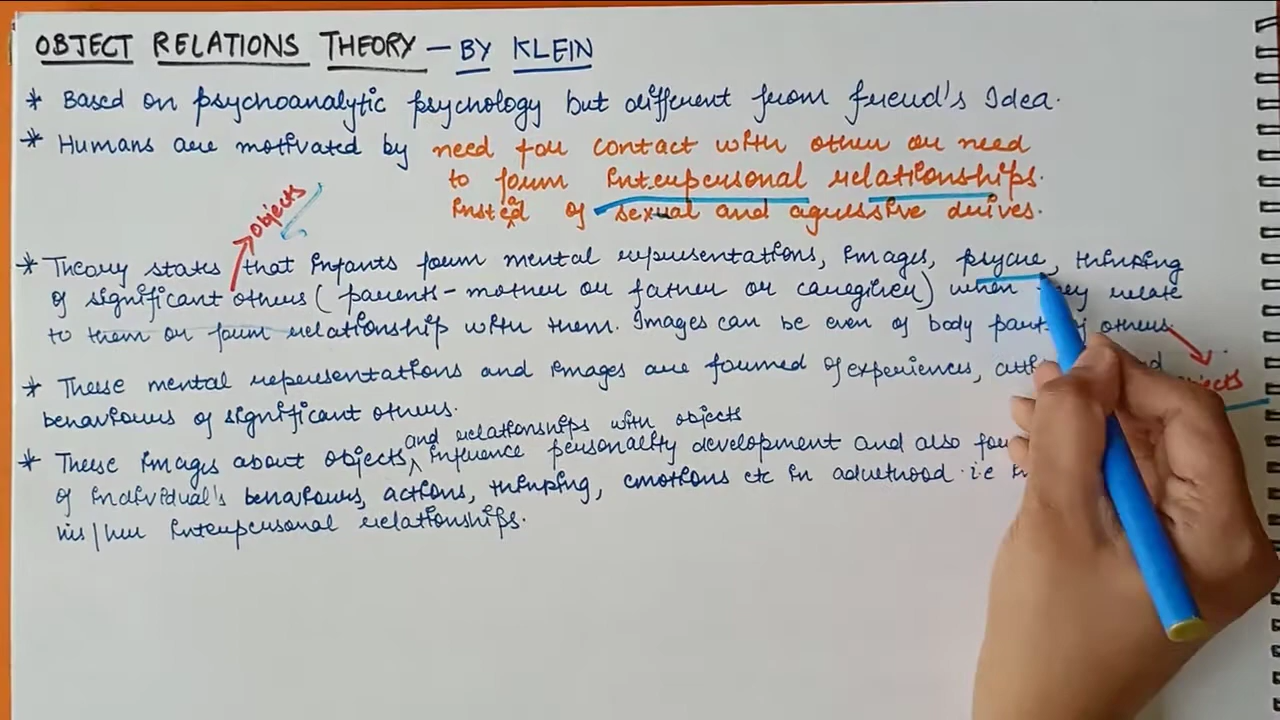 OBJECT RELATIONS THEORY - BY KLEIN
* Based on psychoanalytic psychology but different from freud's Idea.
* Humans are motivated by need for contact with other or need
to form interpersonal relationships.
Instead of sexual and agressive drives.
objects
* Theory states that infants form mental representations, Images, psyche, thinking
of significant others (parents - mother or father or caregiver) when they relate
to them or form relationship with them. Images can be even of body parts of others.
objects
* These mental representations and Images are formed of experiences, and
behaviours of significant others.
and relationships with objects
* These Images about objects, influence personality development and also
of individual's behaviours, actions, thinking, emotions etc in adulthood i.e
his/her interpersonal relationships.